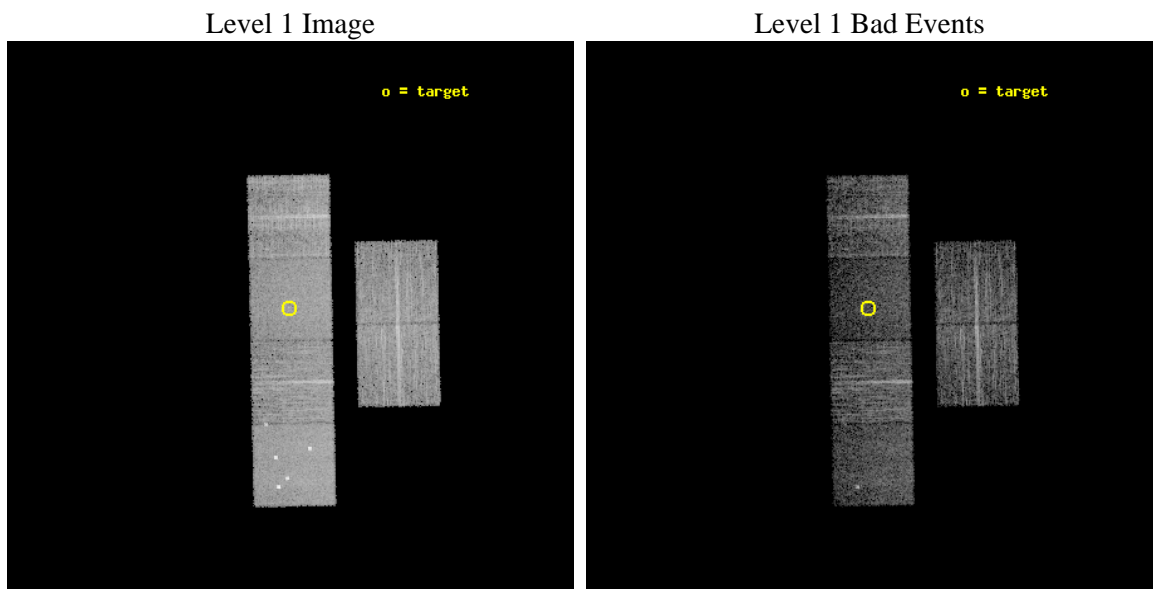 Level 1 Image
Level 1 Bad Events
o = target
o = target